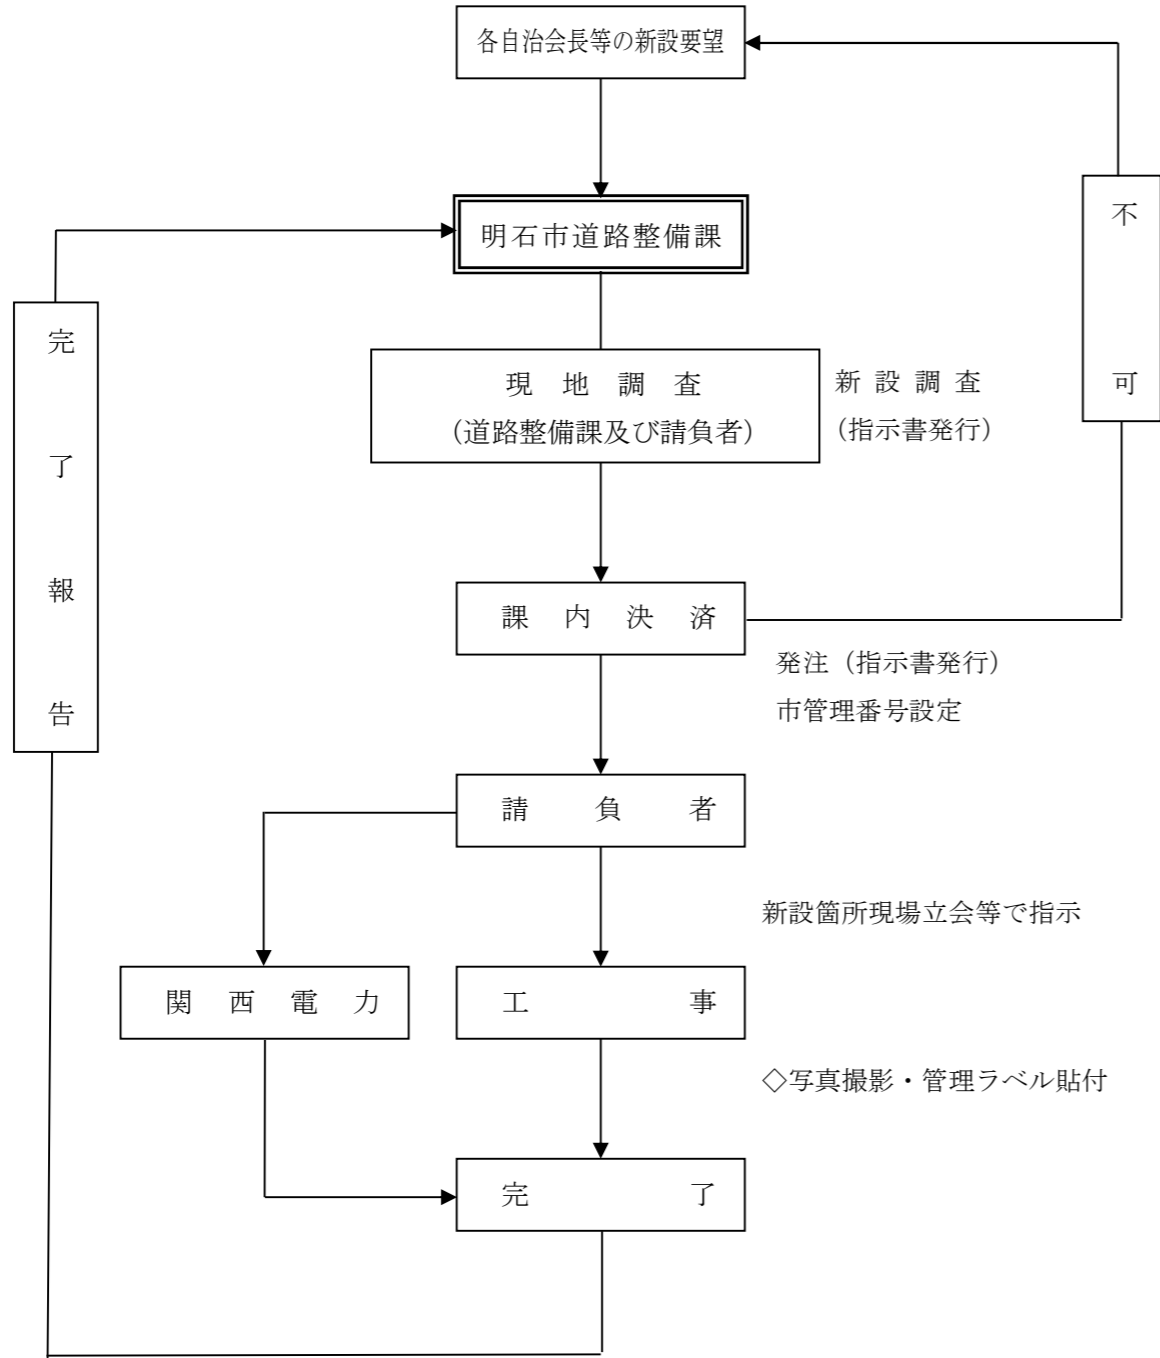 各自治会長等の新設要望
不可
明石市道路整備課
完了報告
現地調査
（道路整備課及び請負者）
新設調査
（指示書発行）
課内決済
発注（指示書発行）
市管理番号設定
請負者
新設箇所現場立会等で指示
関西電力
工事
◇写真撮影・管理ラベル貼付
完了